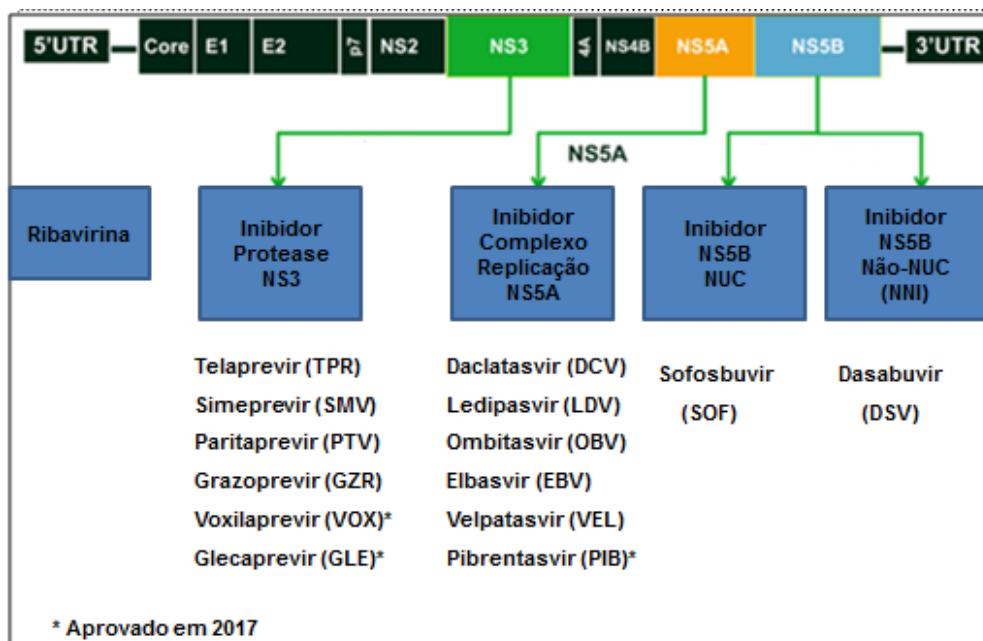 5'UTR Core E1 E2 p7 NS2 NS3 4A NS4B NS5A NS5B 3'UTR
NS5A
Ribavirina
Inibidor
Protease
NS3
Inibidor
Complexo
Replicação
NS5A
Inibidor
NS5B
NUC
Inibidor
NS5B
Não-NUC
(NNI)
Telaprevir (TPR)
Simeprevir (SMV)
Paritaprevir (PTV)
Grazoprevir (GZR)
Voxilaprevir (VOX)*
Glecaprevir (GLE)*
Daclatasvir (DCV)
Ledipasvir (LDV)
Ombitasvir (OBV)
Elbasvir (EBV)
Velpatasvir (VEL)
Pibrentasvir (PIB)*
Sofosbuvir
(SOF)
Dasabuvir
(DSV)
* Aprovado em 2017